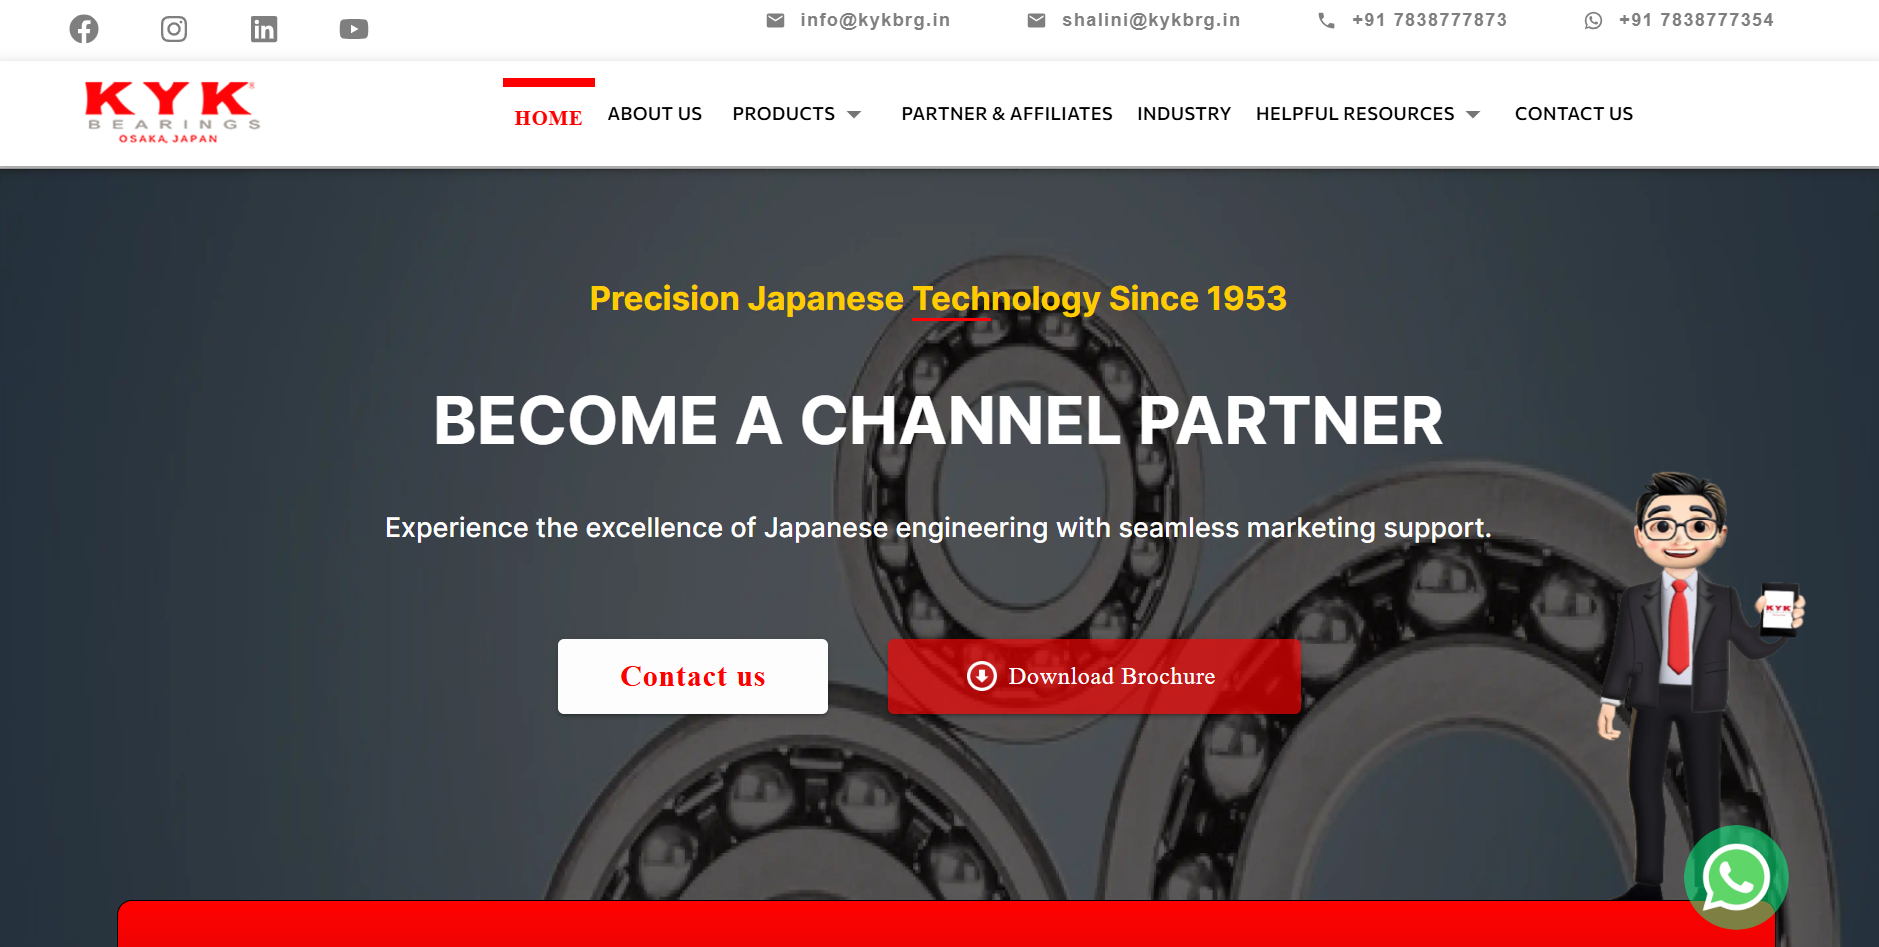 info@kykbrg.in
shalini@kykbrg.in
+91 7838777873
+91 7838777354
KYK®
BEARINGS
OSAKA, JAPAN
HOME
ABOUT US
PRODUCTS
PARTNER & AFFILIATES
INDUSTRY
HELPFUL RESOURCES
CONTACT US
Precision Japanese Technology Since 1953
BECOME A CHANNEL PARTNER
Experience the excellence of Japanese engineering with seamless marketing support.
Contact us
Download Brochure
KYK